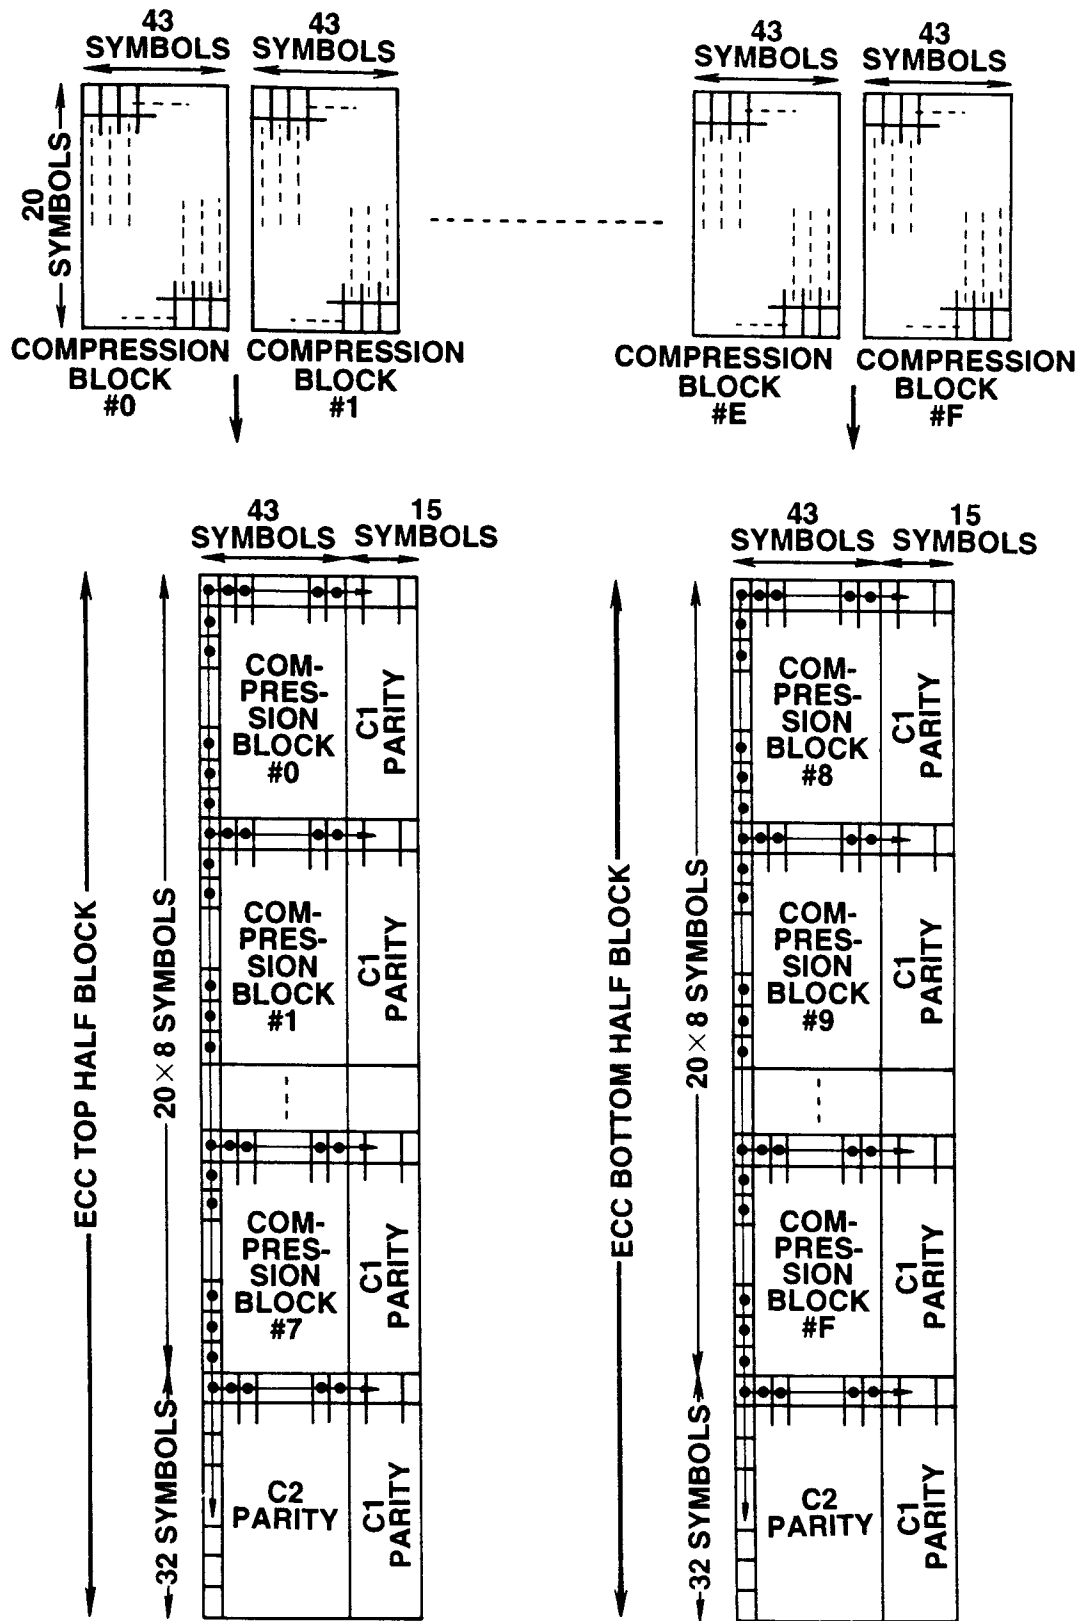 43
SYMBOLS
43
SYMBOLS
43
SYMBOLS
43
SYMBOLS
20
SYMBOLS
COMPRESSION
BLOCK
#0
COMPRESSION
BLOCK
#1
COMPRESSION
BLOCK
#E
COMPRESSION
BLOCK
#F
43
SYMBOLS
15
SYMBOLS
ECC TOP HALF BLOCK
20×8 SYMBOLS
32 SYMBOLS
COM-
PRES-
SION
BLOCK
#0
C1
PARITY
COM-
PRES-
SION
BLOCK
#1
C1
PARITY
COM-
PRES-
SION
BLOCK
#7
C1
PARITY
C2
PARITY
C1
PARITY
43
SYMBOLS
15
SYMBOLS
ECC BOTTOM HALF BLOCK
20×8 SYMBOLS
32 SYMBOLS
COM-
PRES-
SION
BLOCK
#8
C1
PARITY
COM-
PRES-
SION
BLOCK
#9
C1
PARITY
COM-
PRES-
SION
BLOCK
#F
C1
PARITY
C2
PARITY
C1
PARITY